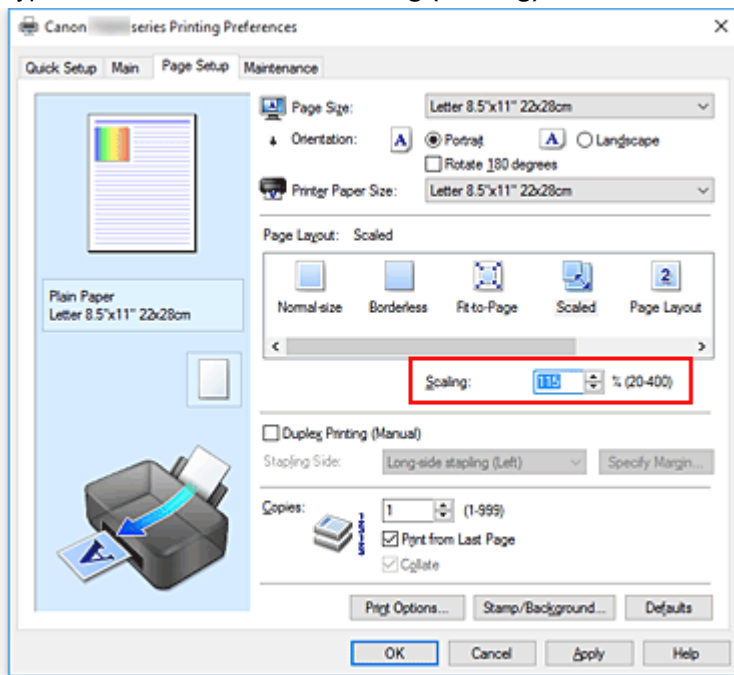 Canon series Printing Preferences
Quick Setup Main Page Setup Maintenance
Page Size: Letter 8.5"x11" 22x28cm
Orientation: A Portrait A Landscape
Rotate 180 degrees
Printer Paper Size: Letter 8.5"x11" 22x28cm
Page Layout: Scaled
Normal-size Borderless Fit-to-Page Scaled 2 Page Layout
Plain Paper
Letter 8.5"x11" 22x28cm
Scaling: 115 % (20-400)
Duplex Printing (Manual)
Stapling Side: Long-side stapling (Left) Specify Margin...
Copies: 1 (1-999)
Print from Last Page
Collate
Print Options... Stamp/Background... Defaults
OK Cancel Apply Help